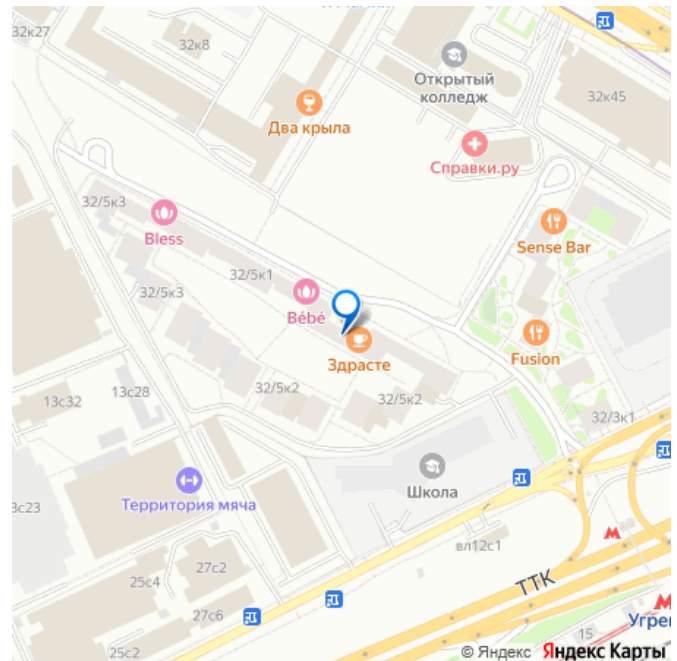 32к27
32к8
Открытый
колледж
32к45
Два крыла
Справки.ру
32/5к3
Bless
Sense Bar
32/5к1
32/5к3
Bébé
Здрасте
Fusion
13с28
13с32
32/5к2
32/5к2
32/3к1
Школа
Территория мяча
3с23
вл12с1
М
ТТК
27с2
25с4
М
Угре
27с6
15
25с2
© Яндекс Яндекс Карты